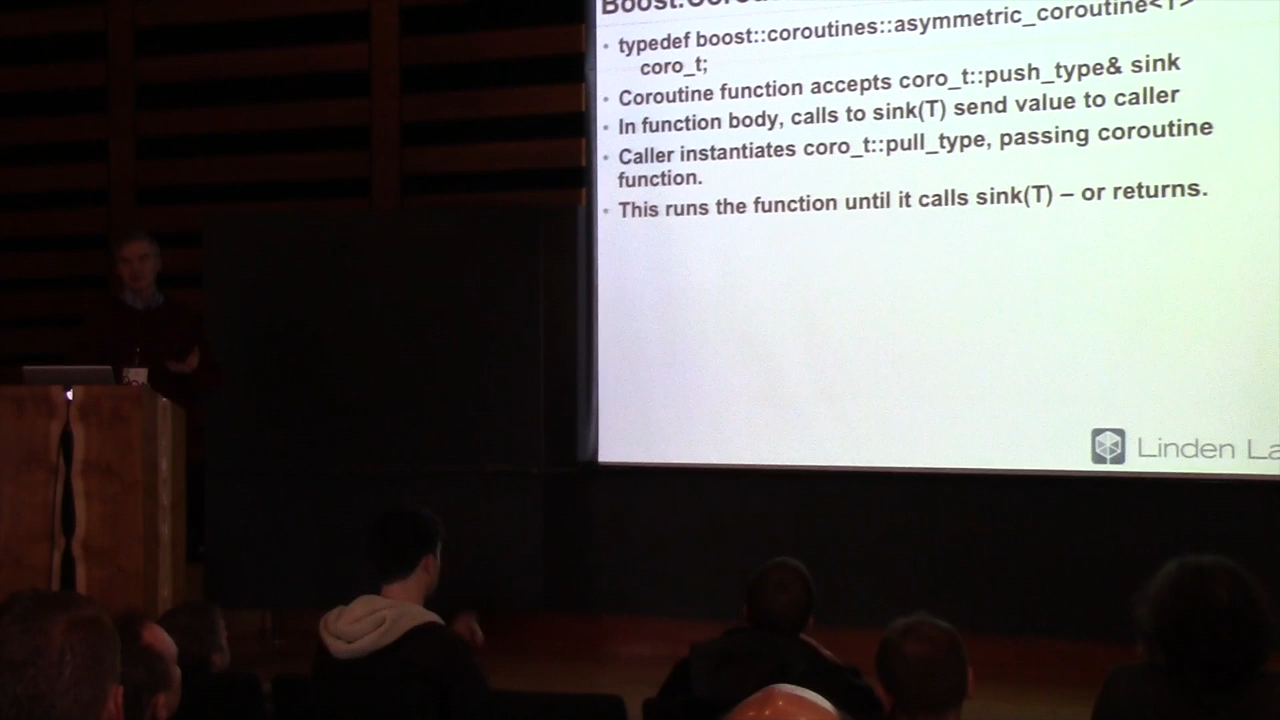 typedef boost::coroutines::asymmetric_coroutine<T>
coro_t;
Coroutine function accepts coro_t::push_type& sink
In function body, calls to sink(T) send value to caller
Caller instantiates coro_t::pull_type, passing coroutine
function.
This runs the function until it calls sink(T) – or returns.
Linden La